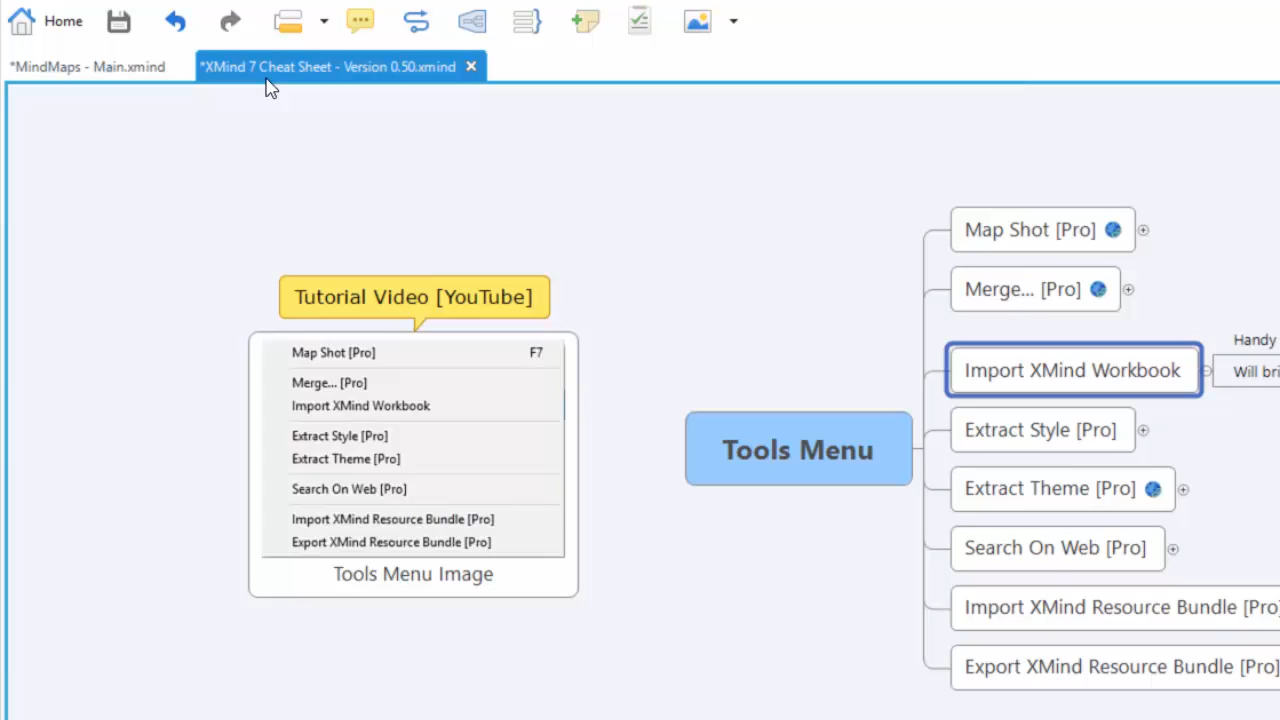 Home
*MindMaps - Main.xmind
*XMind 7 Cheat Sheet - Version 0.50.xmind
Tutorial Video [YouTube]
Map Shot [Pro] F7
Merge... [Pro]
Import XMind Workbook
Extract Style [Pro]
Extract Theme [Pro]
Search On Web [Pro]
Import XMind Resource Bundle [Pro]
Export XMind Resource Bundle [Pro]
Tools Menu Image
Tools Menu
Map Shot [Pro]
Merge... [Pro]
Import XMind Workbook
Handy
Will bri
Extract Style [Pro]
Extract Theme [Pro]
Search On Web [Pro]
Import XMind Resource Bundle [Pro]
Export XMind Resource Bundle [Pro]